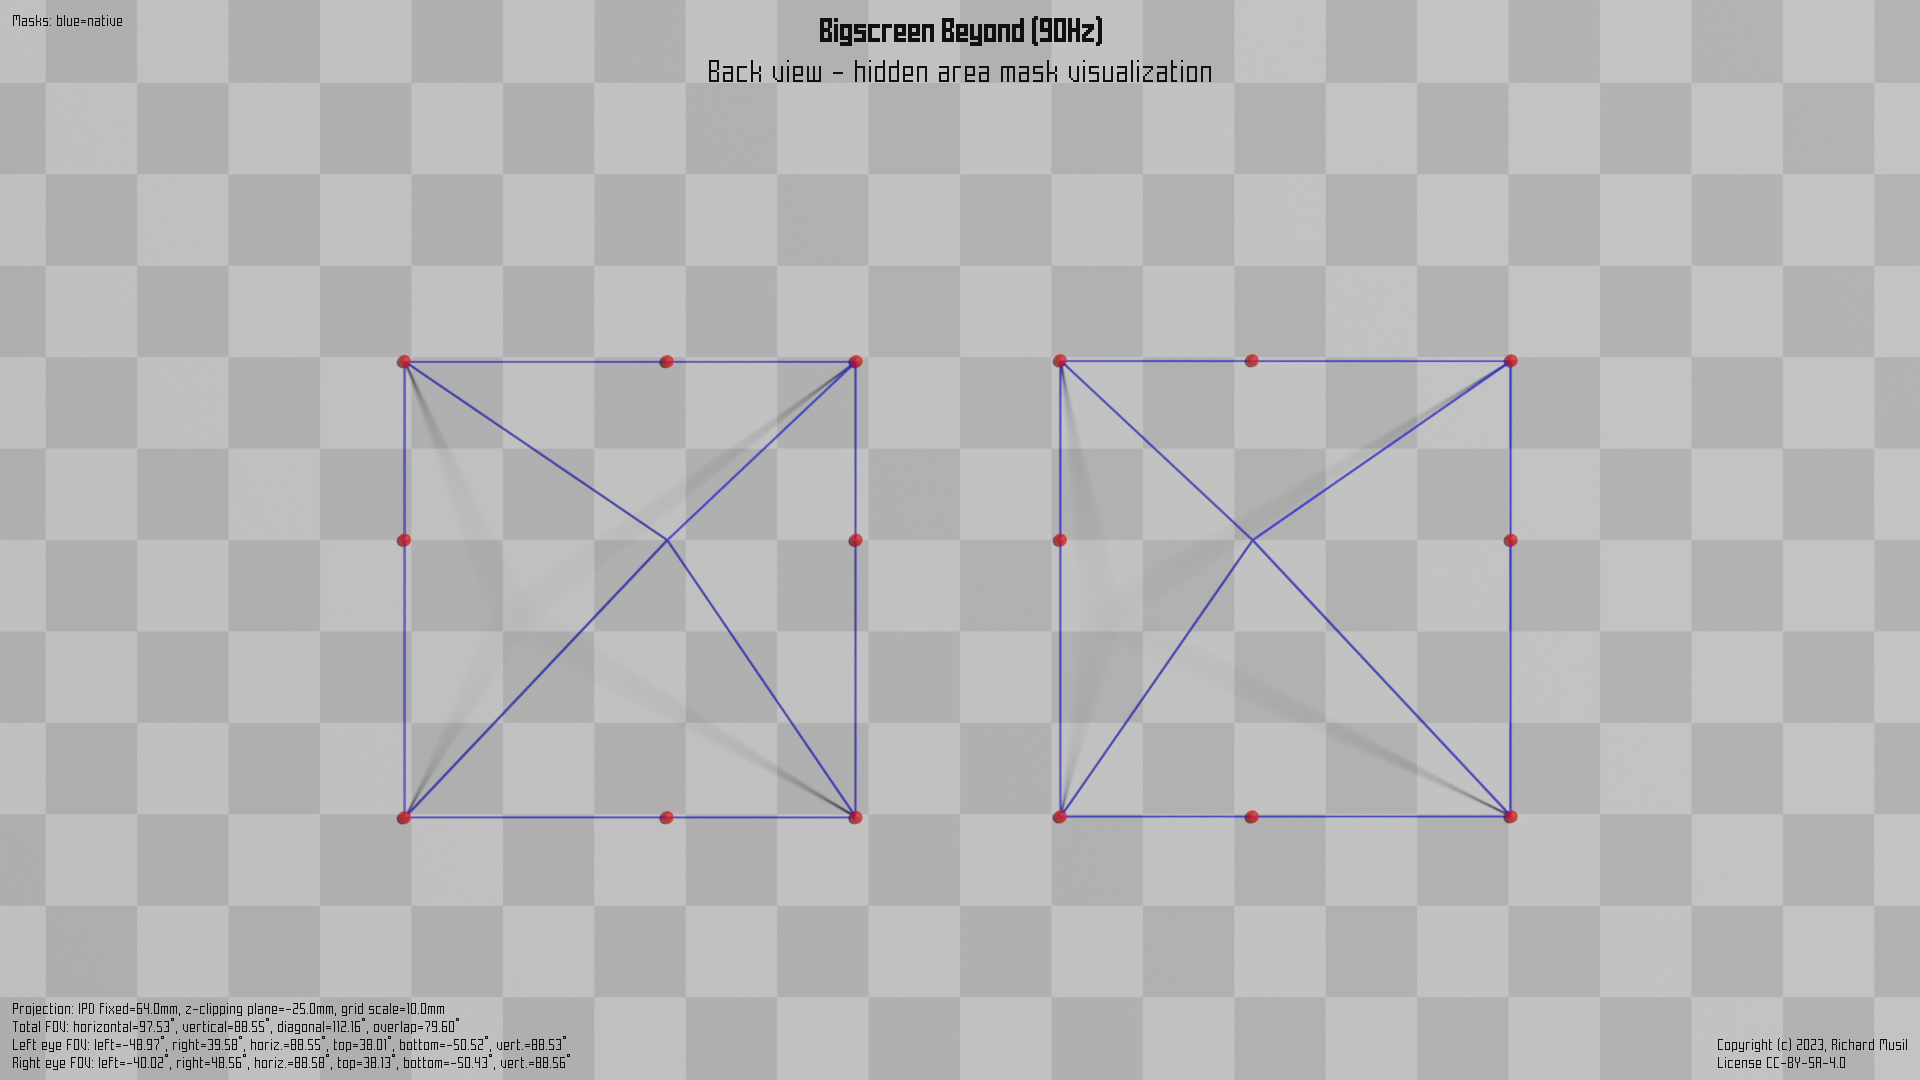 Masks: blue=native
Bigscreen Beyond (90Hz)
Back view - hidden area mask visualization
Projection: IPD fixed=64.0mm, z-clipping plane=-25.0mm, grid scale=10.0mm
Total FOV: horizontal=97.53°, vertical=88.55°, diagonal=112.16°, overlap=79.60°
Left eye FOV: left=-48.97°, right=39.58°, horiz.=88.55°, top=38.01°, bottom=-50.52°, vert.=88.53°
Right eye FOV: left=-40.02°, right=48.56°, horiz.=88.58°, top=38.13°, bottom=-50.43°, vert.=88.56°
Copyright (c) 2023, Richard Musil
License CC-BY-SA-4.0